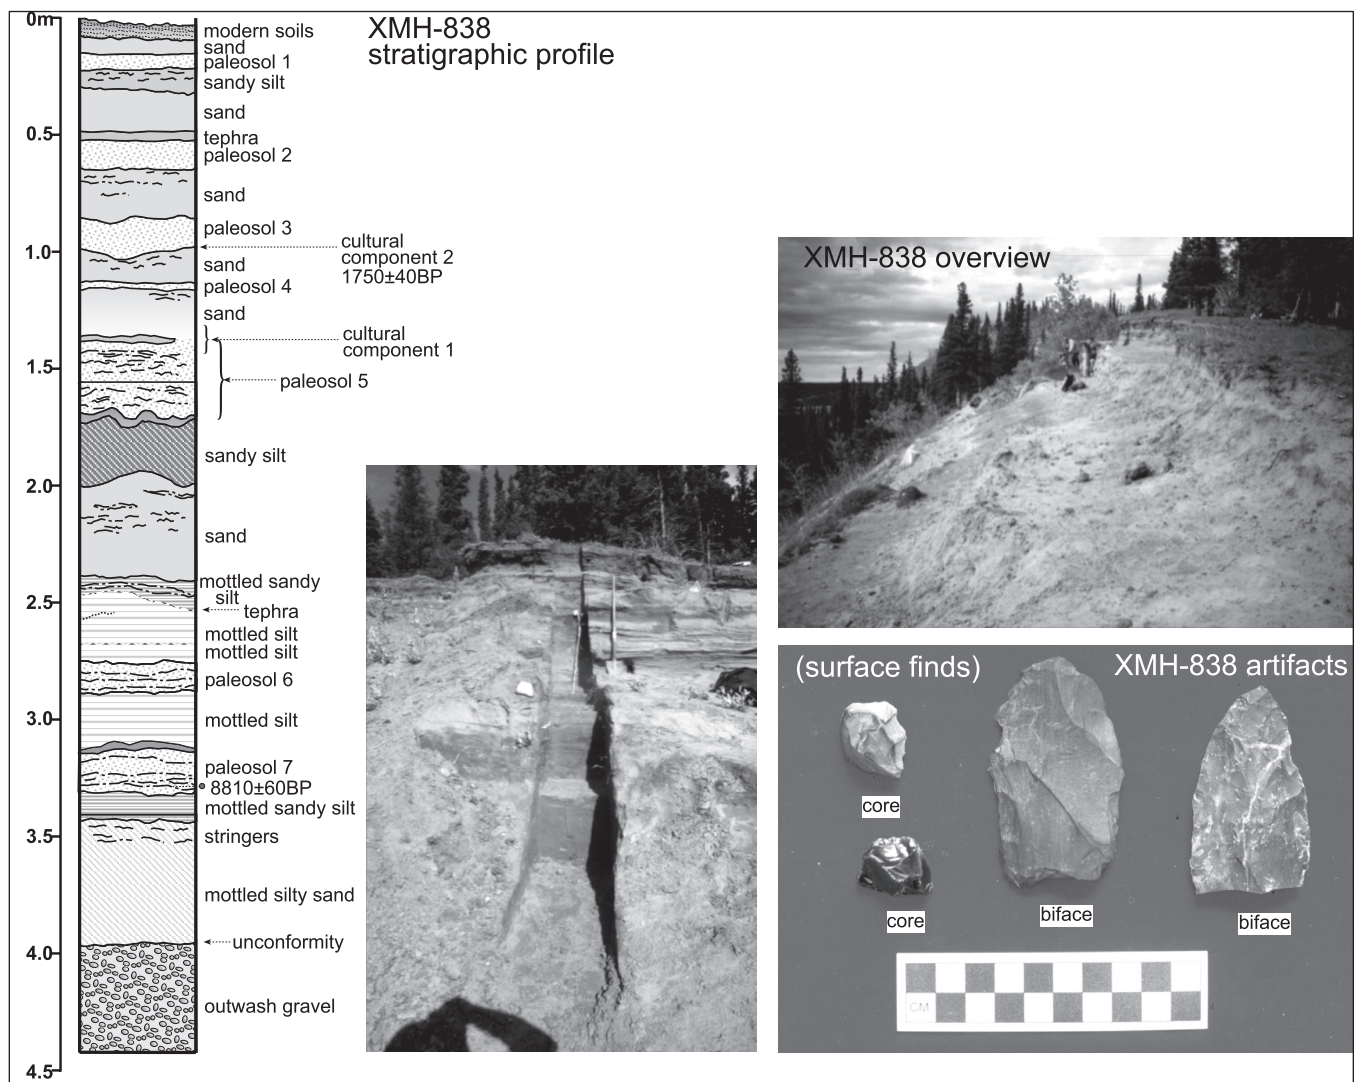 XMH-838
stratigraphic profile
0m
0.5
1.0
1.5
2.0
2.5
3.0
3.5
4.0
4.5
modern soils
sand
paleosol 1
sandy silt
sand
tephra
paleosol 2
sand
paleosol 3
cultural
component 2
1750±40BP
sand
paleosol 4
sand
cultural
component 1
paleosol 5
sandy silt
sand
mottled sandy
silt
tephra
mottled silt
mottled silt
paleosol 6
mottled silt
paleosol 7
8810±60BP
mottled sandy silt
stringers
mottled silty sand
unconformity
outwash gravel
XMH-838 overview
(surface finds)
XMH-838 artifacts
core
core
biface
biface
CM